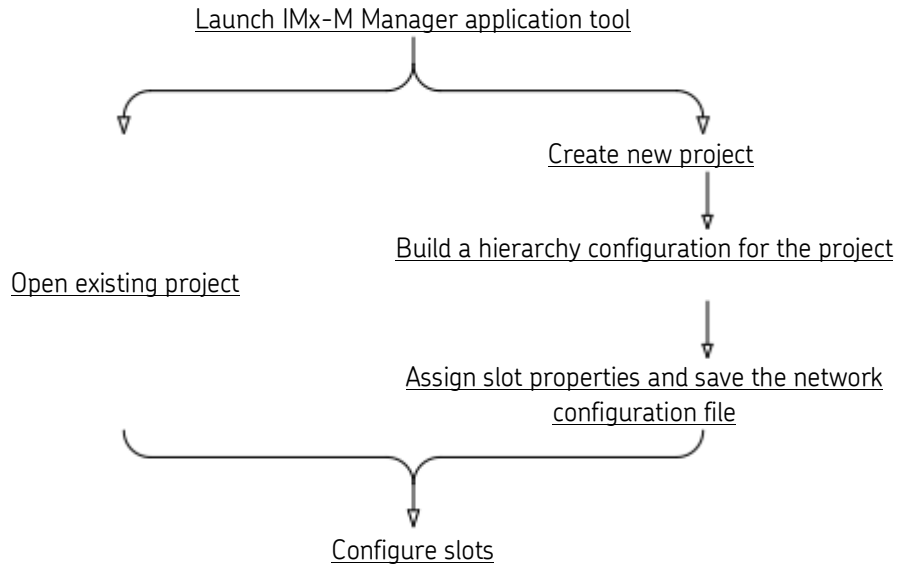 Launch IMx-M Manager application tool
Create new project
Build a hierarchy configuration for the project
Open existing project
Assign slot properties and save the network
configuration file
Configure slots